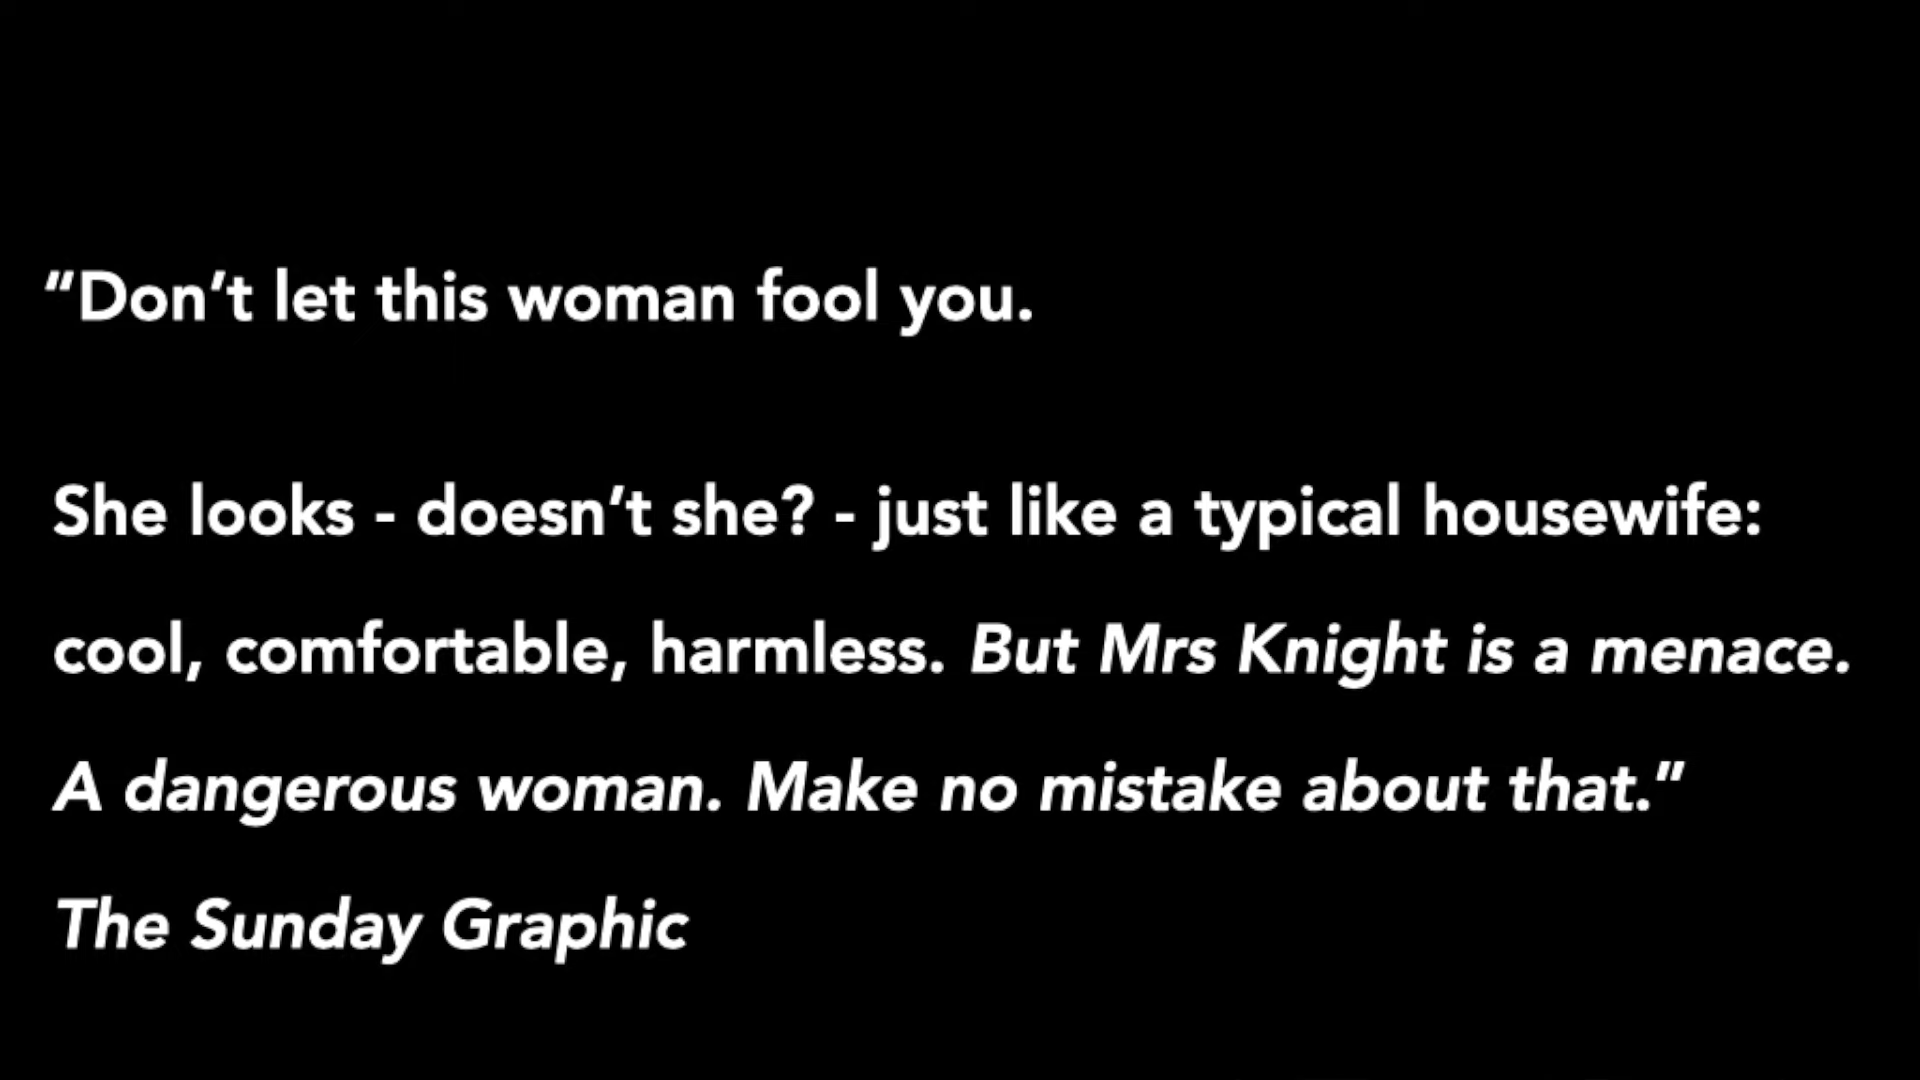 “Don’t let this woman fool you.
She looks - doesn’t she? - just like a typical housewife:
cool, comfortable, harmless. But Mrs Knight is a menace.
A dangerous woman. Make no mistake about that.”
The Sunday Graphic